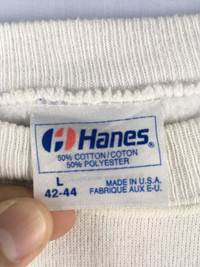 Hanes®
50% COTTON/COTON
50% POLYESTER
L
42-44
MADE IN U.S.A.
FABRIQUE AUX E-U.